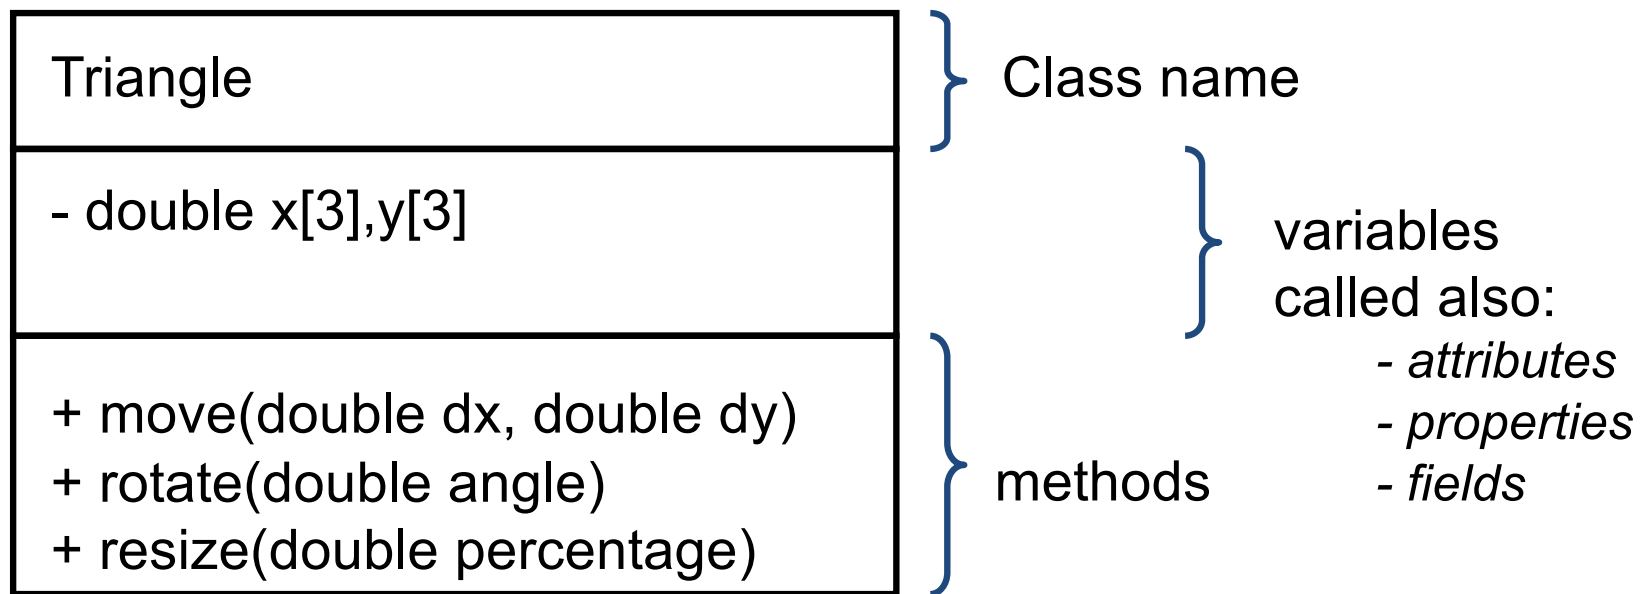 Triangle
Class name
- double x[3],y[3]
variables
called also:
- attributes
- properties
- fields
+ move(double dx, double dy)
+ rotate(double angle)
+ resize(double percentage)
methods